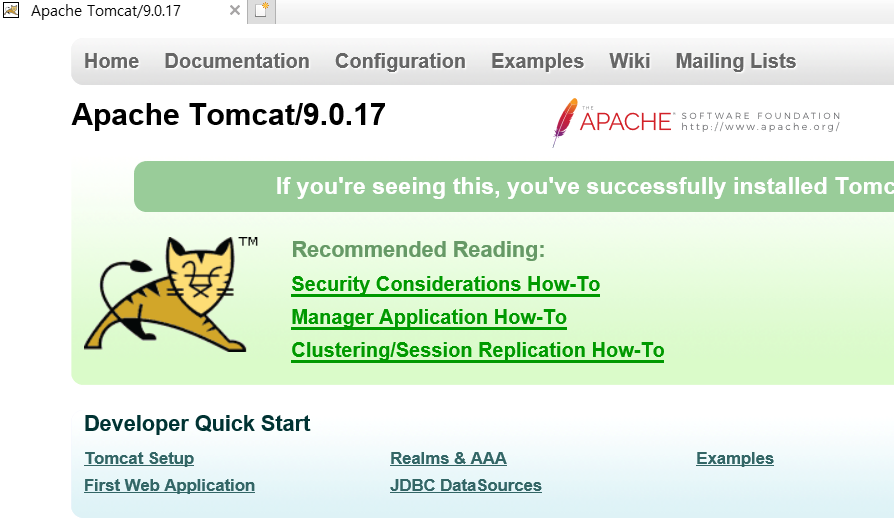 Apache Tomcat/9.0.17
Home Documentation Configuration Examples Wiki Mailing Lists
Apache Tomcat/9.0.17
THE
APACHE® SOFTWARE FOUNDATION
http://www.apache.org/
If you're seeing this, you've successfully installed Tomc
TM
Recommended Reading:
Security Considerations How-To
Manager Application How-To
Clustering/Session Replication How-To
Developer Quick Start
Tomcat Setup Realms & AAA Examples
First Web Application JDBC DataSources